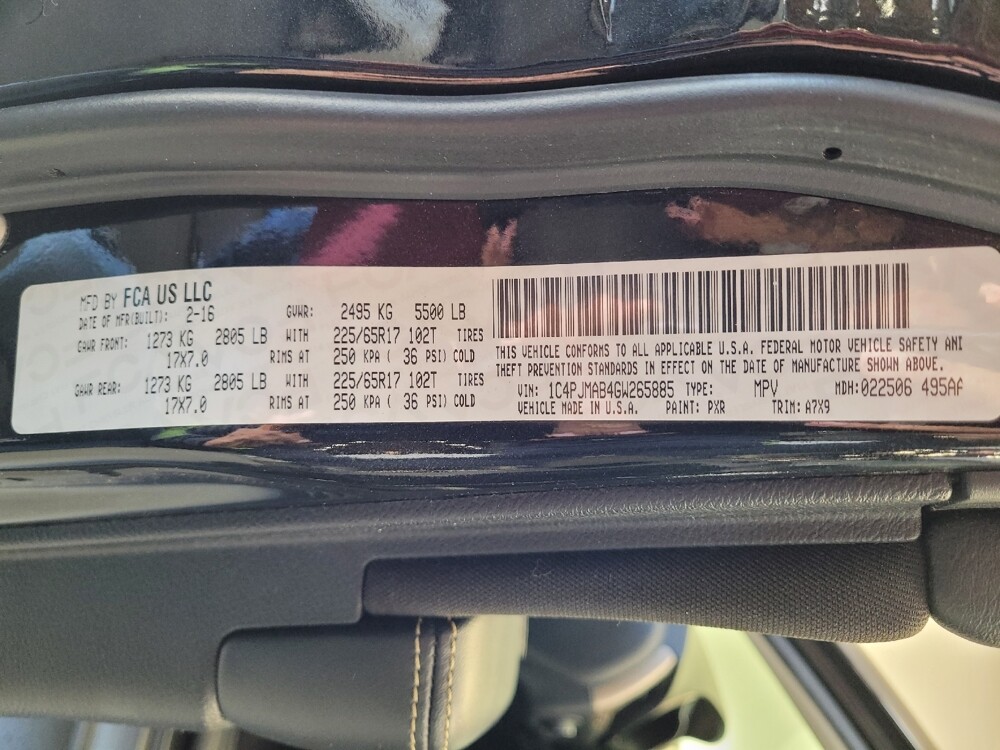 MFD BY FCA US LLC
DATE OF MFR(BUILT): 2-16 GVWR: 2495 KG 5500 LB
GAWR FRONT: 1273 KG 2805 LB WITH 225/65R17 102T TIRES
17X7.0 RIMS AT 250 KPA ( 36 PSI) COLD
GAWR REAR: 1273 KG 2805 LB WITH 225/65R17 102T TIRES
17X7.0 RIMS AT 250 KPA ( 36 PSI) COLD
THIS VEHICLE CONFORMS TO ALL APPLICABLE U.S.A. FEDERAL MOTOR VEHICLE SAFETY AND
THEFT PREVENTION STANDARDS IN EFFECT ON THE DATE OF MANUFACTURE SHOWN ABOVE.
VIN: 1C4PJMAB4GW265885 TYPE: MPV MDH:022506 495AF
VEHICLE MADE IN U.S.A. PAINT: PXR TRIM: A7X9